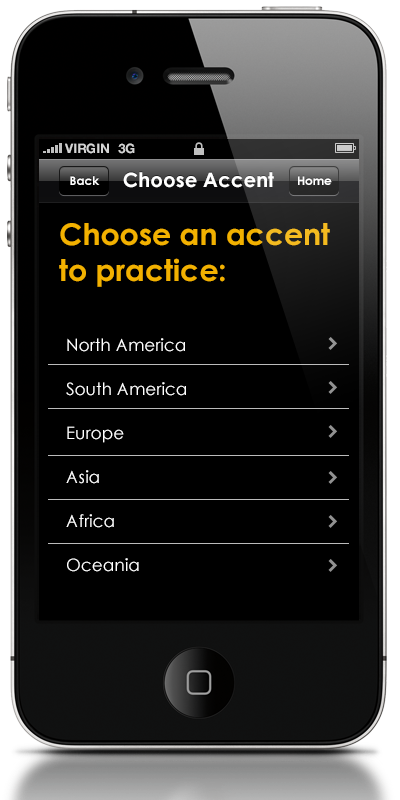 VIRGIN 3G
Back Choose Accent Home
Choose an accent
to practice:
North America
South America
Europe
Asia
Africa
Oceania